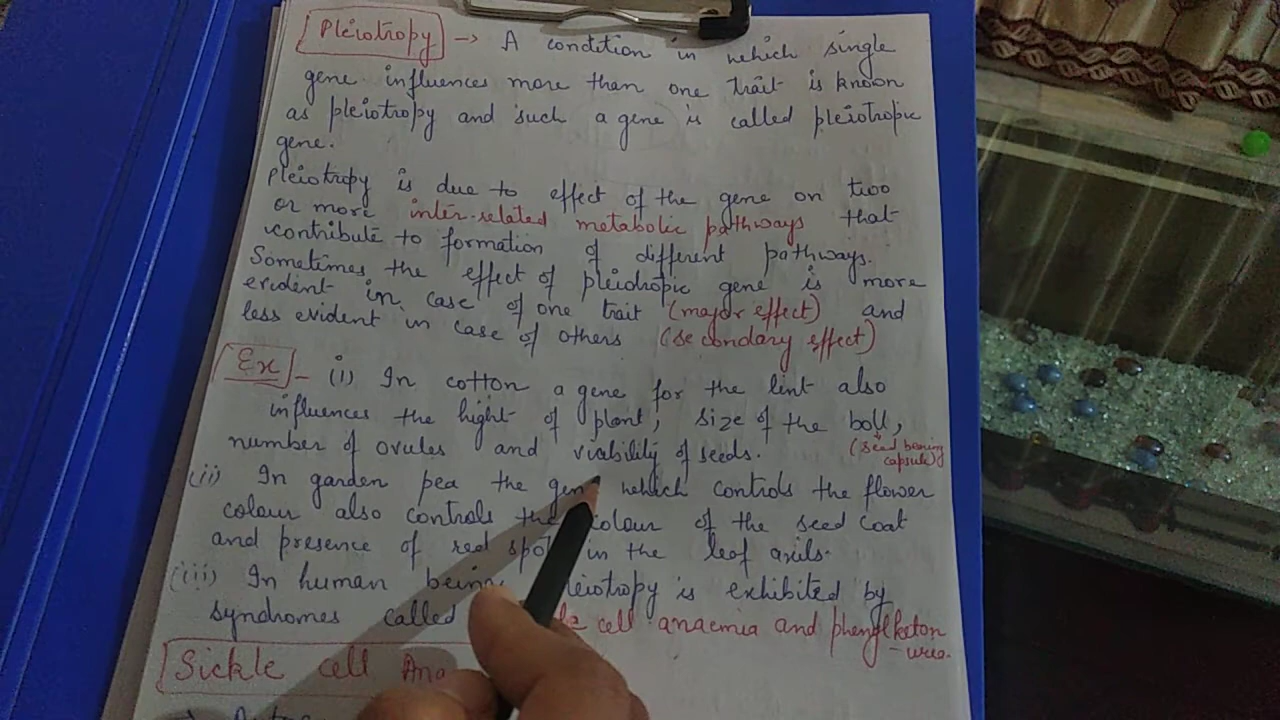 Pleiotropy → A condition in which single
gene influences more than one trait is known
as pleiotropy and such a gene is called pleiotropic
gene.
Pleiotropy is due to effect of the gene on two
or more inter-related metabolic pathways that
contribute to formation of different pathways.
Sometimes the effect of pleiotropic gene is more
evident in case of one trait (major effect) and
less evident in case of others (secondary effect)
Ex - (i) In cotton a gene for the lint also
influences the hight of plant, size of the boll,
number of ovules and viability of seeds. (seed bearing
capsule)
(ii) In garden pea the gene which controls the flower
colour also controls the colour of the seed coat
and presence of red spot in the leaf axils.
(iii) In human being pleiotropy is exhibited by
syndromes called cell anaemia and phenylketon
-urea.
Sickle cell Ana